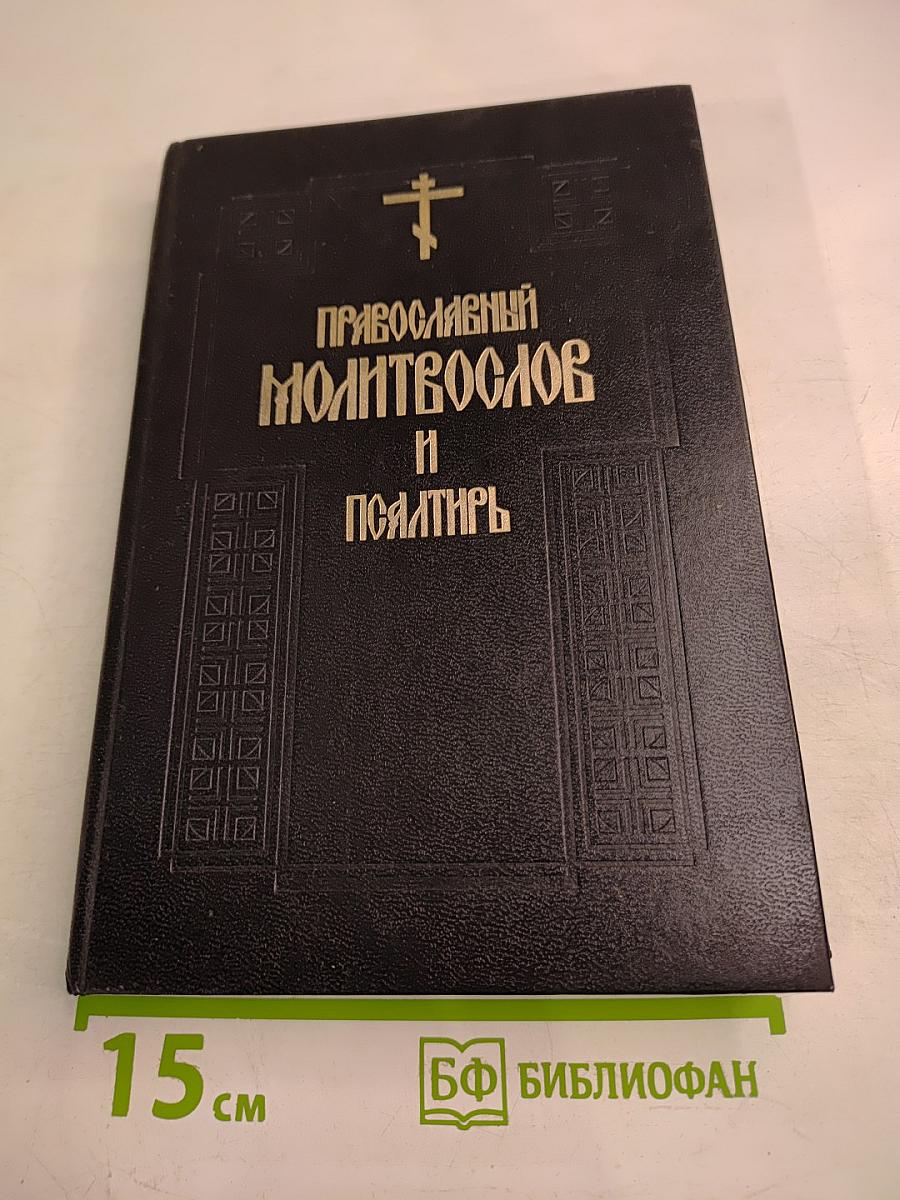 ПРАВОСЛАВНЫЙ
МОЛИТВОСЛОВ
И
ПСАЛТИРЬ
15 см
БФ БИБЛИОФАН